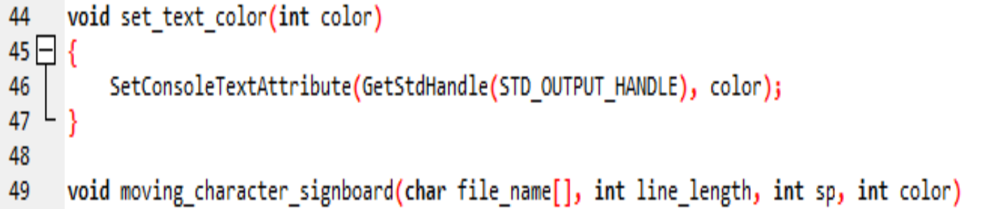 44 void set_text_color(int color)
45 {
46 SetConsoleTextAttribute(GetStdHandle(STD_OUTPUT_HANDLE), color);
47 }
48
49 void moving_character_signboard(char file_name[], int line_length, int sp, int color)